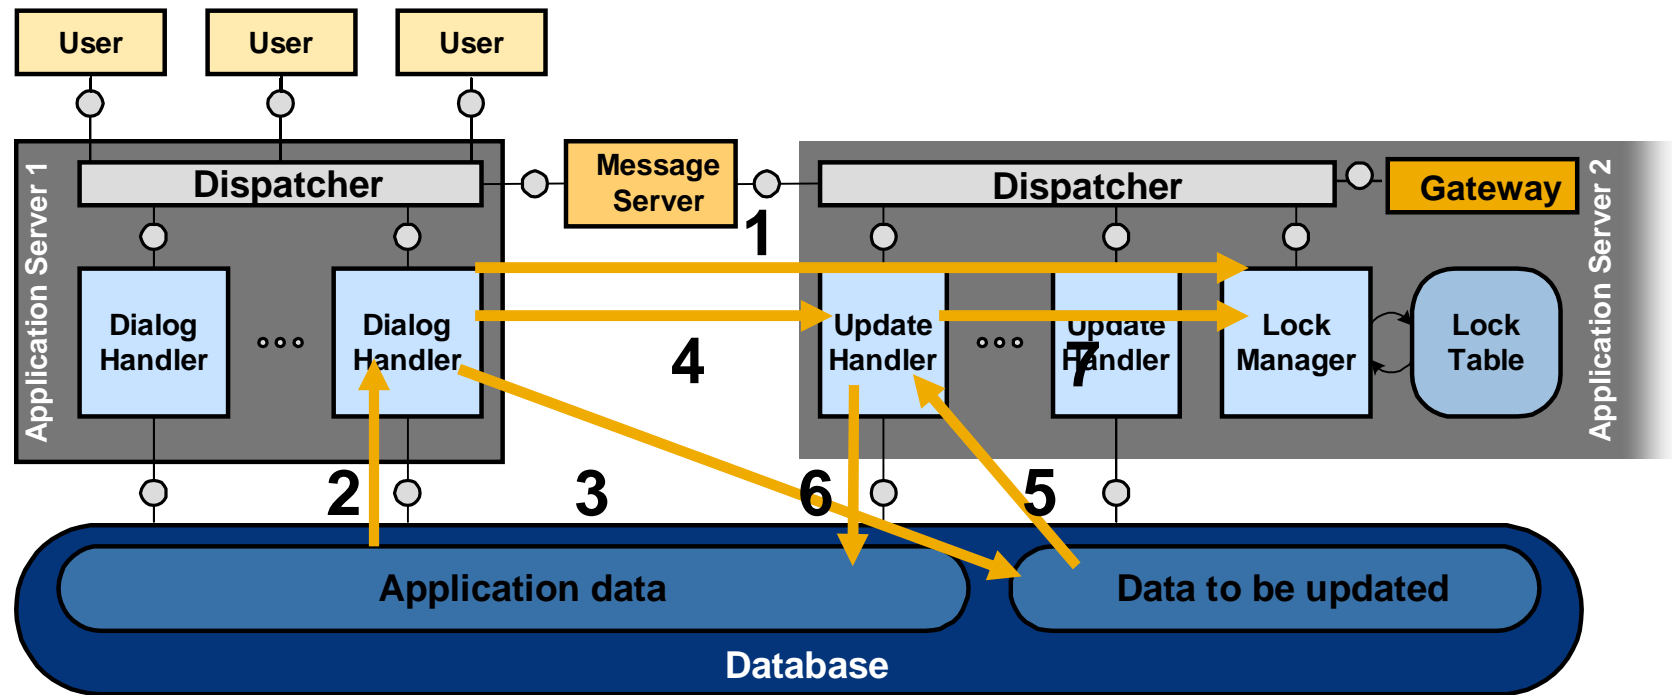 User
User
User
Application Server 1
Dispatcher
Message
Server
Dispatcher
Gateway
Application Server 2
1
Dialog
Handler
Dialog
Handler
4
Update
Handler
Update
Handler
7
Lock
Manager
Lock
Table
2
3
6
5
Application data
Data to be updated
Database